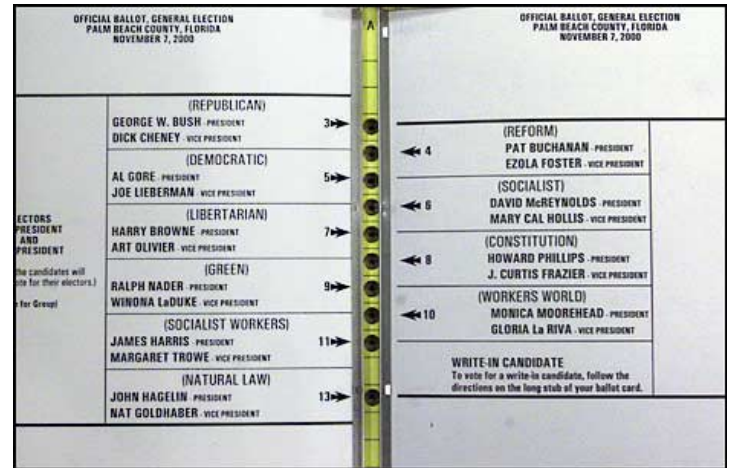 OFFICIAL BALLOT, GENERAL ELECTION
PALM BEACH COUNTY, FLORIDA
NOVEMBER 7, 2000
ECTORS
PRESIDENT
AND
PRESIDENT
the candidates will
ote for their electors.)
e for Group)
(REPUBLICAN)
GEORGE W. BUSH - PRESIDENT 3
DICK CHENEY - VICE PRESIDENT
(DEMOCRATIC)
AL GORE - PRESIDENT 5
JOE LIEBERMAN - VICE PRESIDENT
(LIBERTARIAN)
HARRY BROWNE - PRESIDENT 7
ART OLIVIER - VICE PRESIDENT
(GREEN)
RALPH NADER - PRESIDENT 9
WINONA LaDUKE - VICE PRESIDENT
(SOCIALIST WORKERS)
JAMES HARRIS - PRESIDENT 11
MARGARET TROWE - VICE PRESIDENT
(NATURAL LAW)
JOHN HAGELIN - PRESIDENT 13
NAT GOLDHABER - VICE PRESIDENT
A
OFFICIAL BALLOT, GENERAL ELECTION
PALM BEACH COUNTY, FLORIDA
NOVEMBER 7, 2000
(REFORM)
4 PAT BUCHANAN - PRESIDENT
EZOLA FOSTER - VICE PRESIDENT
(SOCIALIST)
6 DAVID McREYNOLDS - PRESIDENT
MARY CAL HOLLIS - VICE PRESIDENT
(CONSTITUTION)
8 HOWARD PHILLIPS - PRESIDENT
J. CURTIS FRAZIER - VICE PRESIDENT
(WORKERS WORLD)
10 MONICA MOOREHEAD - PRESIDENT
GLORIA La RIVA - VICE PRESIDENT
WRITE-IN CANDIDATE
To vote for a write-in candidate, follow the
directions on the long stub of your ballot card.